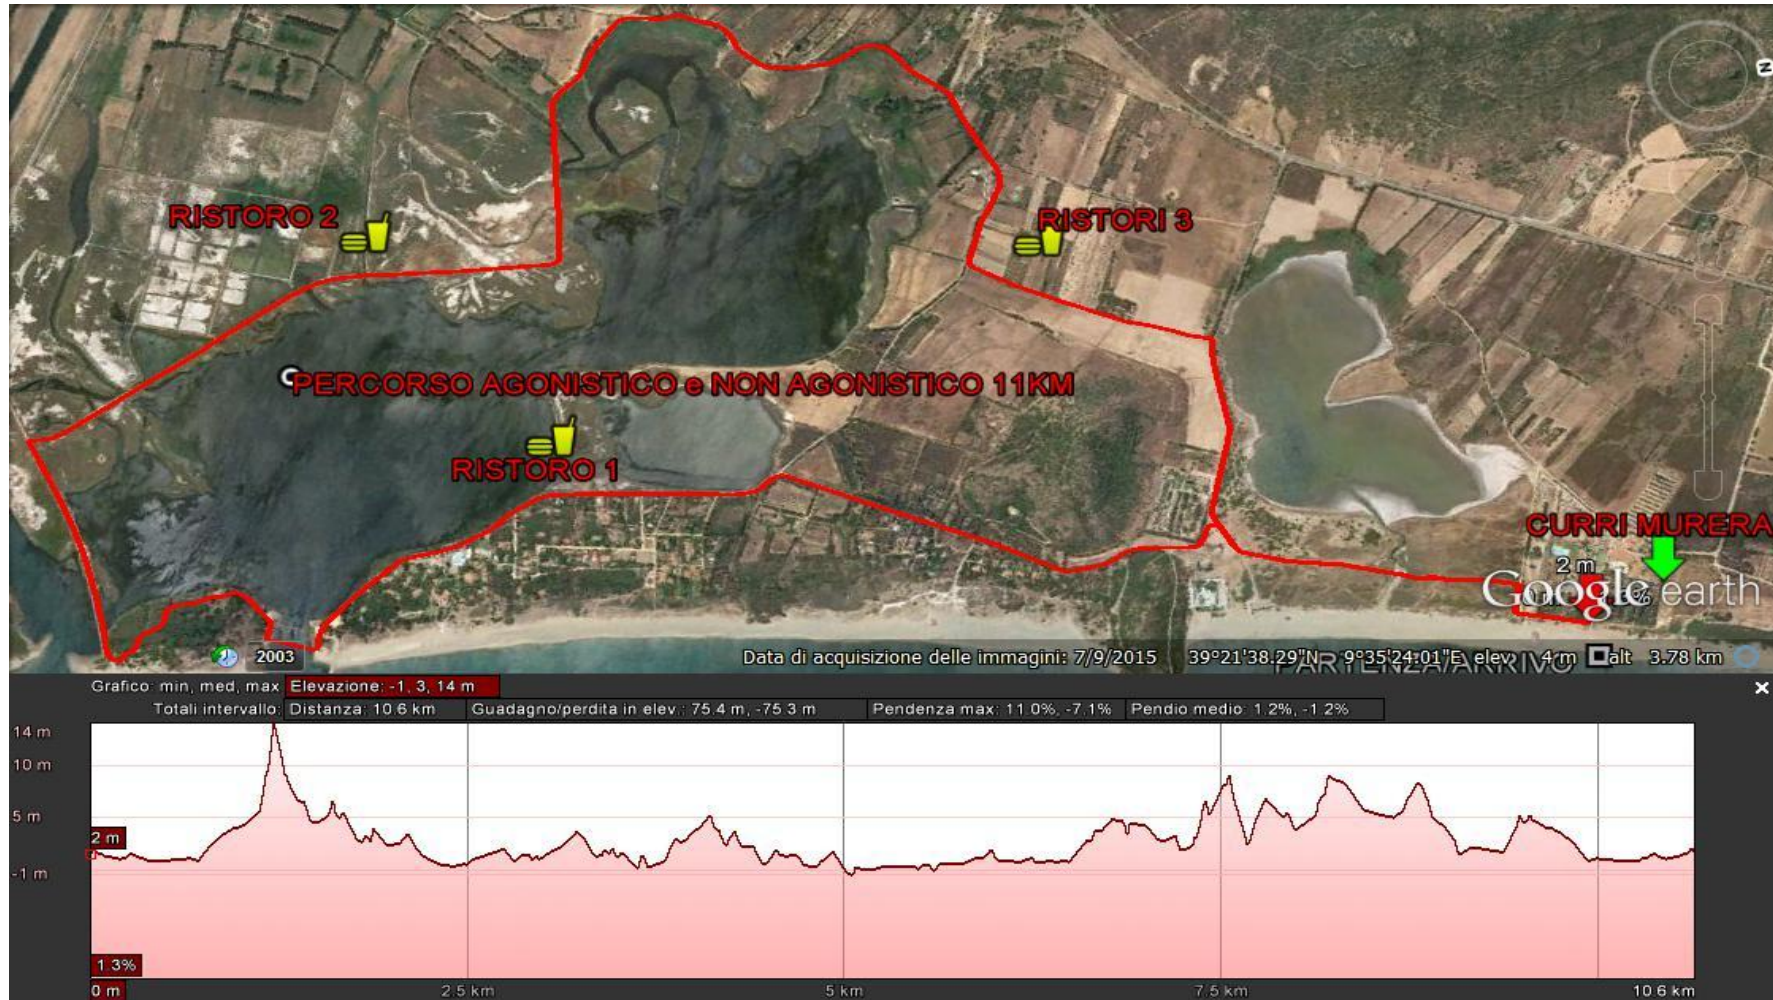 N
RISTORO 2
RISTORI 3
PERCORSO AGONISTICO e NON AGONISTICO 11KM
RISTORO 1
CURRI MURERA
2 m
Google earth
2003
Data di acquisizione delle immagini: 7/9/2015 39°21'38.29"N 9°35'24.01"E elev 4 m alt 3.78 km
PARTENZA/ARRIVO
Grafico: min, med, max Elevazione: -1, 3, 14 m
Totali intervallo: Distanza: 10.6 km Guadagno/perdita in elev.: 75.4 m, -75.3 m Pendenza max: 11.0%, -7.1% Pendio medio: 1.2%, -1.2%
14 m
10 m
5 m
2 m
-1 m
1.3%
0 m 2.5 km 5 km 7.5 km 10.6 km